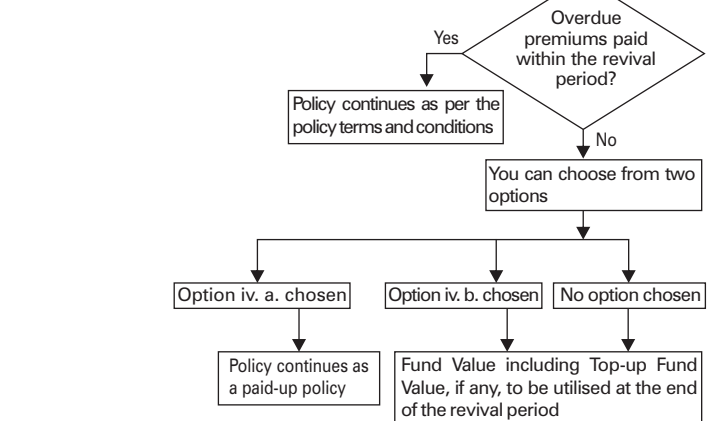 Overdue
premiums paid
within the revival
period?
Yes
Policy continues as per the
policy terms and conditions
No
You can choose from two
options
Option iv. a. chosen
Option iv. b. chosen
No option chosen
Policy continues as
a paid-up policy
Fund Value including Top-up Fund
Value, if any, to be utilised at the end
of the revival period